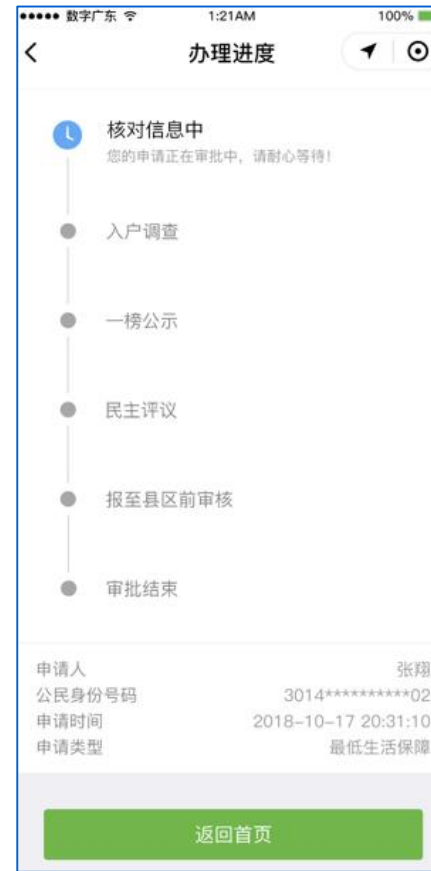 数字广东 1:21AM 100%
办理进度
核对信息中
您的申请正在审批中，请耐心等待！
入户调查
一榜公示
民主评议
报至县区前审核
审批结束
申请人 张翔
公民身份号码 3014**********02
申请时间 2018-10-17 20:31:10
申请类型 最低生活保障
返回首页